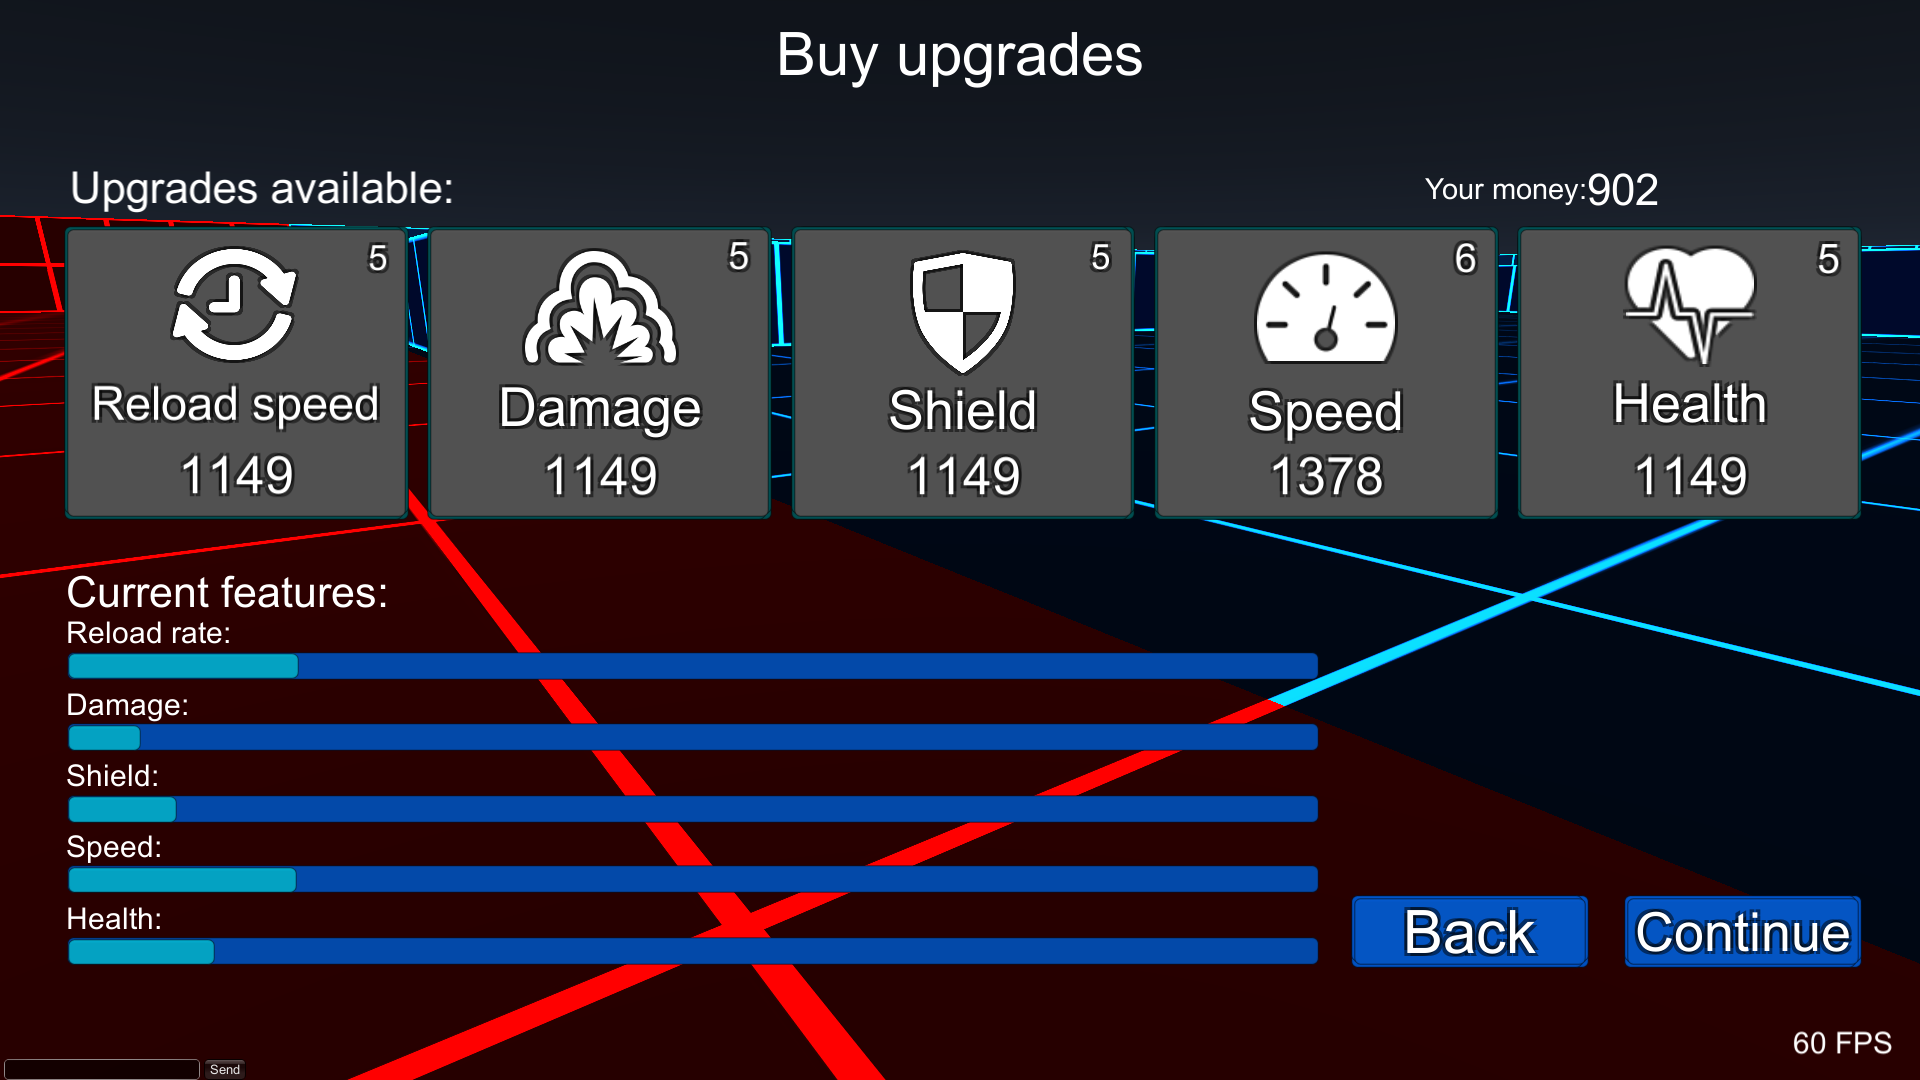 Buy upgrades
Upgrades available:
Your money:902
5
Reload speed
1149
5
Damage
1149
5
Shield
1149
6
Speed
1378
5
Health
1149
Current features:
Reload rate:
Damage:
Shield:
Speed:
Health:
Back
Continue
60 FPS
Send